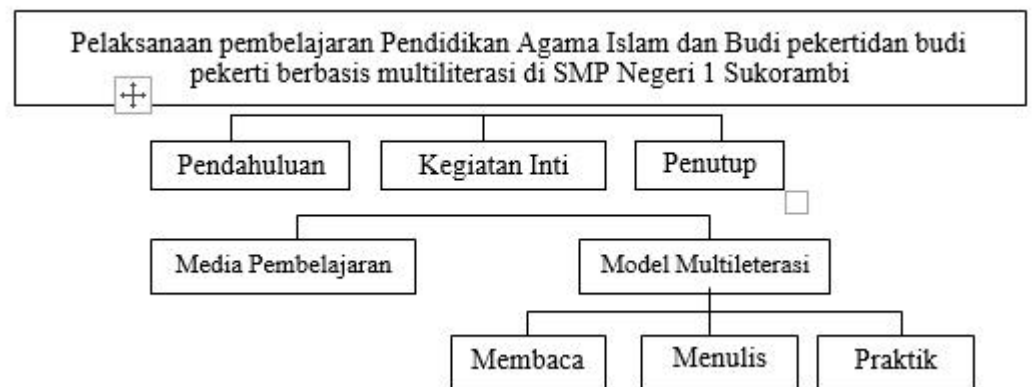 Pelaksanaan pembelajaran Pendidikan Agama Islam dan Budi pekertidan budi
pekerti berbasis multiliterasi di SMP Negeri 1 Sukorambi
Pendahuluan
Kegiatan Inti
Penutup
Media Pembelajaran
Model Multileterasi
Membaca
Menulis
Praktik